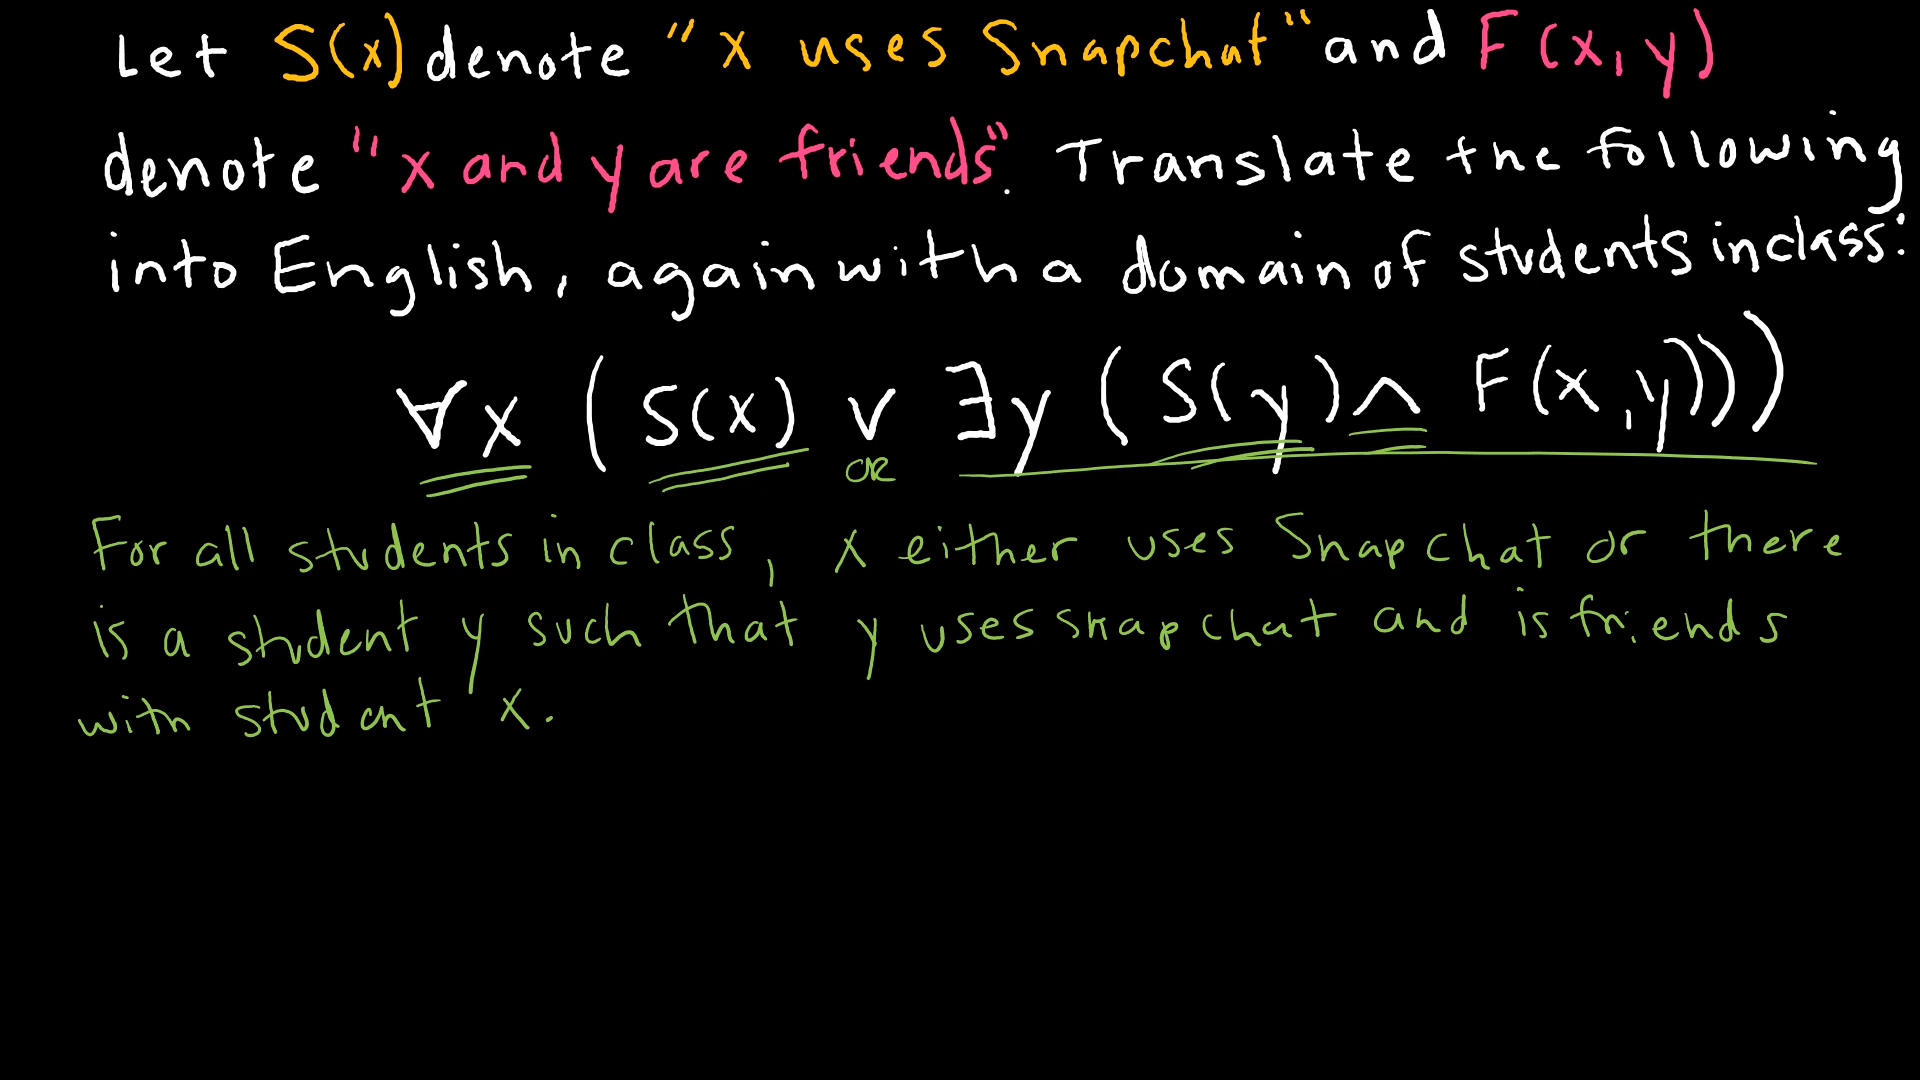 Let S(x) denote "x uses Snapchat" and F(x,y)
denote "x and y are friends". Translate the following
into English, again with a domain of students in class:
∀x (S(x) ∨ ∃y (S(y) ∧ F(x,y))))
OR
For all students in class, x either uses Snapchat or there
is a student y such that y uses snapchat and is friends
with student x.